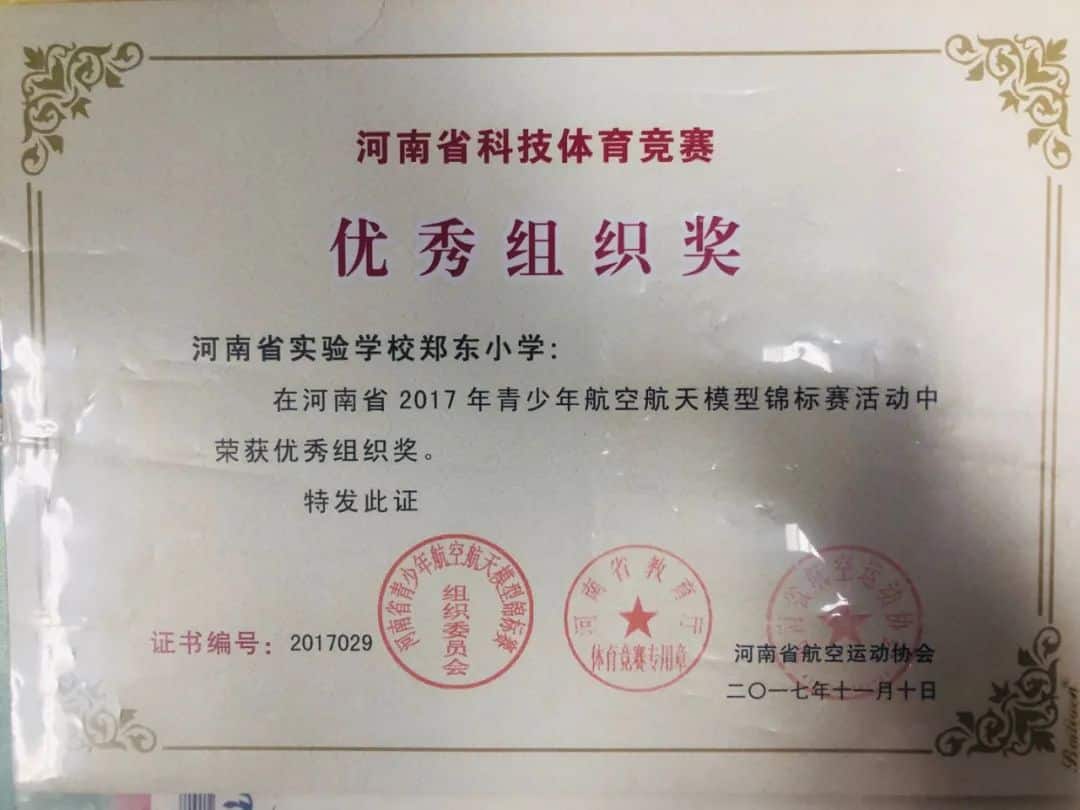 河南省科技体育竞赛
优秀组织奖
河南省实验学校郑东小学:
在河南省2017年青少年航空航天模型锦标赛活动中
荣获优秀组织奖。
特发此证
河南省青少年航空航天模型锦标赛
组织委员会
河南省教育厅
体育竞赛专用章
省航空运动协
证书编号: 2017029
河南省航空运动协会
二〇一七年十一月十日